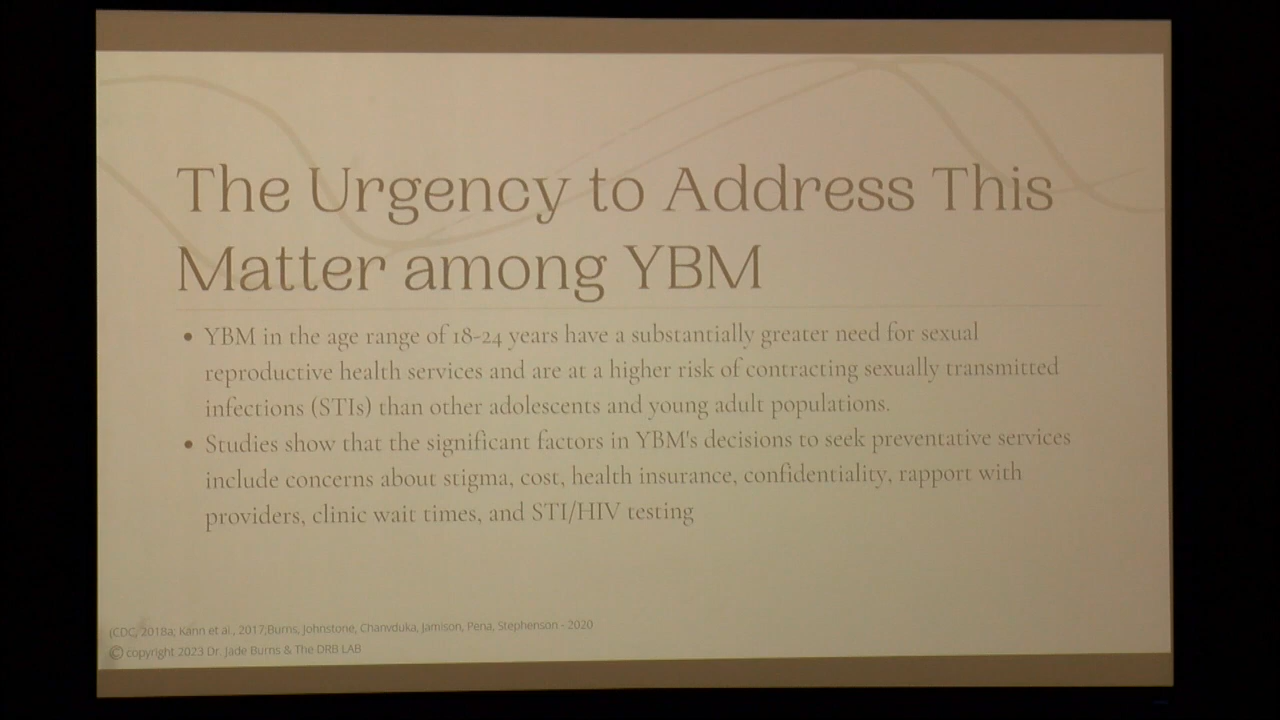 The Urgency to Address This
Matter among YBM
• YBM in the age range of 18-24 years have a substantially greater need for sexual
reproductive health services and are at a higher risk of contracting sexually transmitted
infections (STIs) than other adolescents and young adult populations.
• Studies show that the significant factors in YBM's decisions to seek preventative services
include concerns about stigma, cost, health insurance, confidentiality, rapport with
providers, clinic wait times, and STI/HIV testing
(CDC, 2018a; Kann et al., 2017;Burns, Johnstone, Chanvduka, Jamison, Pena, Stephenson - 2020
© copyright 2023 Dr. Jade Burns & The DRB LAB